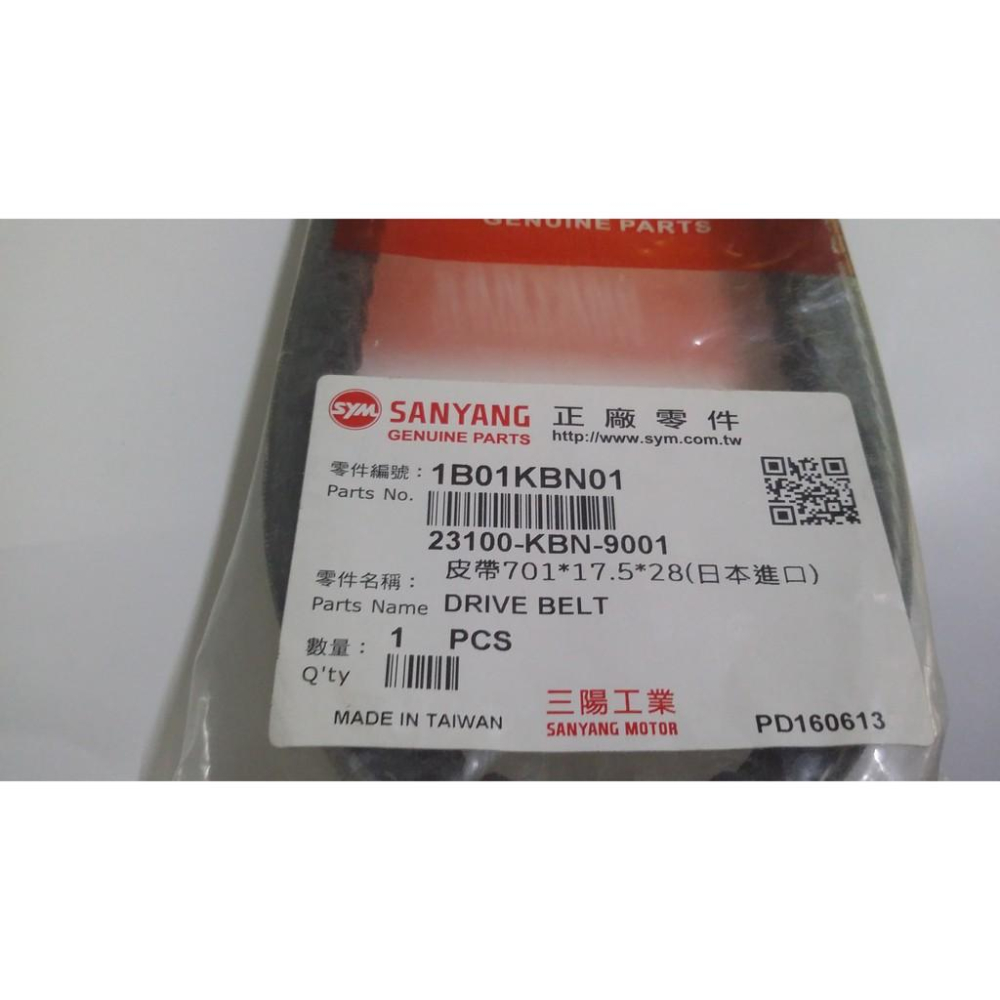 GENUINE PARTS
SANYANG
SYM SANYANG 正廠零件
GENUINE PARTS http://www.sym.com.tw
零件編號：1B01KBN01
Parts No.
23100-KBN-9001
零件名稱：皮帶701*17.5*28(日本進口)
Parts Name DRIVE BELT
數量：1 PCS
Q'ty
三陽工業
MADE IN TAIWAN SANYANG MOTOR PD160613